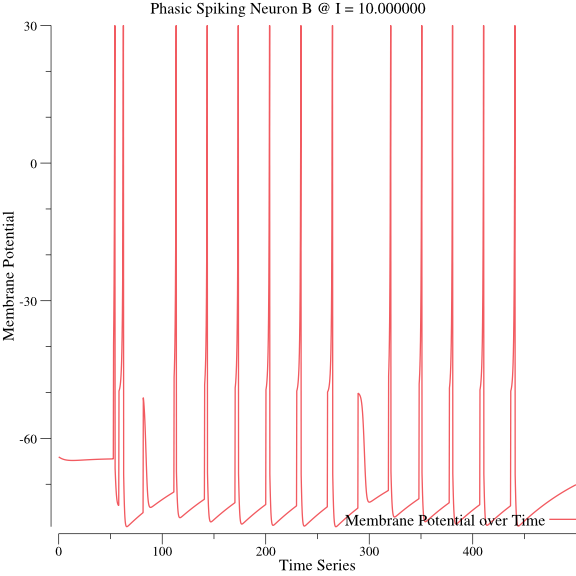 Phasic Spiking Neuron B @ I = 10.000000
30
0
-30
-60
Membrane Potential
Membrane Potential over Time
0
100
200
300
400
Time Series